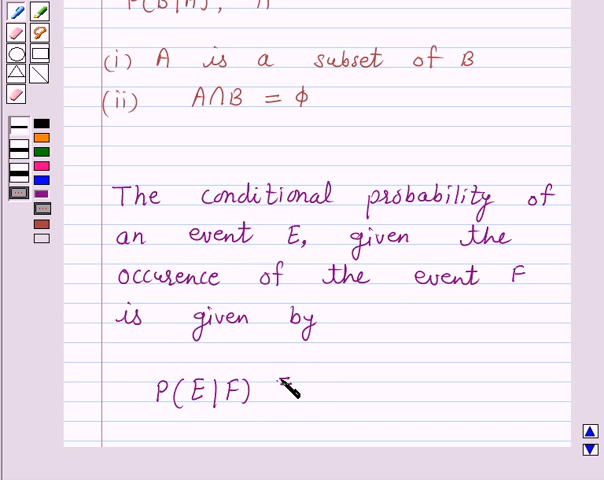 P(B|A), if
(i) A is a subset of B
(ii) A∩B = ϕ
The conditional probability of
an event E, given the
occurence of the event F
is given by
P(E|F) =